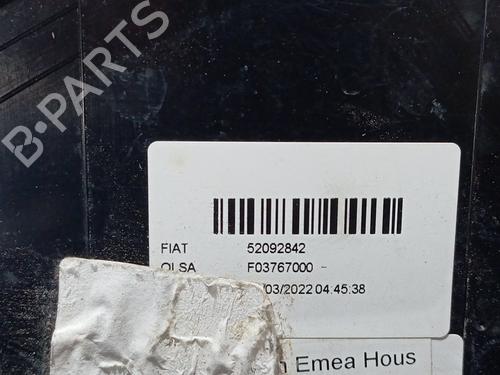 B-PARTS
FIAT 52092842
OLSA F03767000 -
/03/2022 04:45:38
Emea Hous